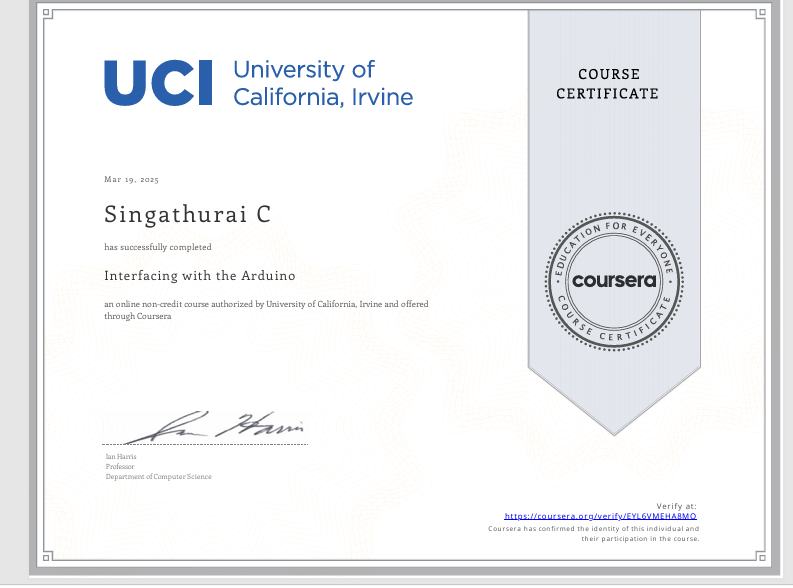 UCI University of
California, Irvine
COURSE
CERTIFICATE
Mar 19, 2025
Singathurai C
has successfully completed
Interfacing with the Arduino
an online non-credit course authorized by University of California, Irvine and offered
through Coursera
EDUCATION FOR EVERYONE
coursera
COURSE CERTIFICATE
Ian Harris
Ian Harris
Professor
Department of Computer Science
Verify at:
https://coursera.org/verify/EYL6VMEHA8MO
Coursera has confirmed the identity of this individual and
their participation in the course.